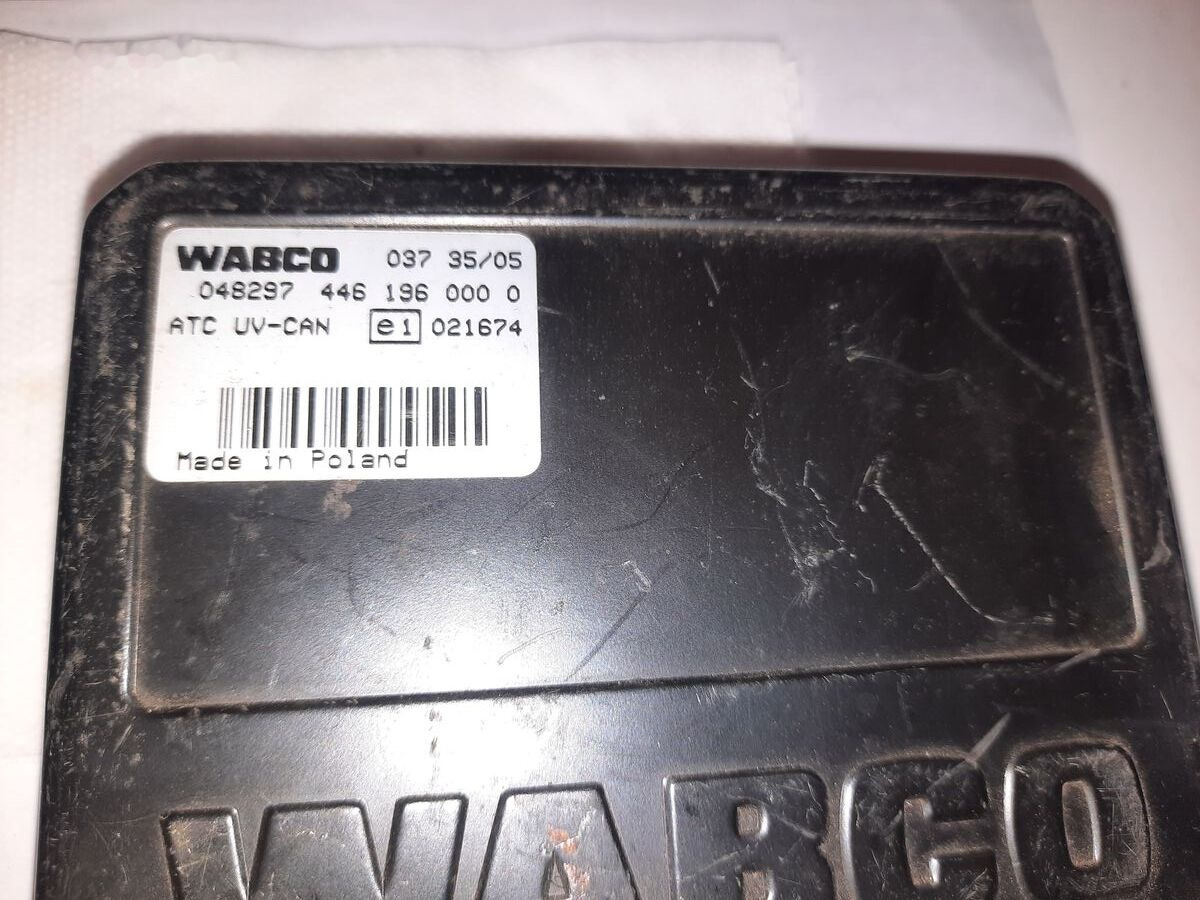 WABCO 037 35/05
048297 446 196 000 0
ATC UV-CAN e1 021674
Made in Poland
WABCO